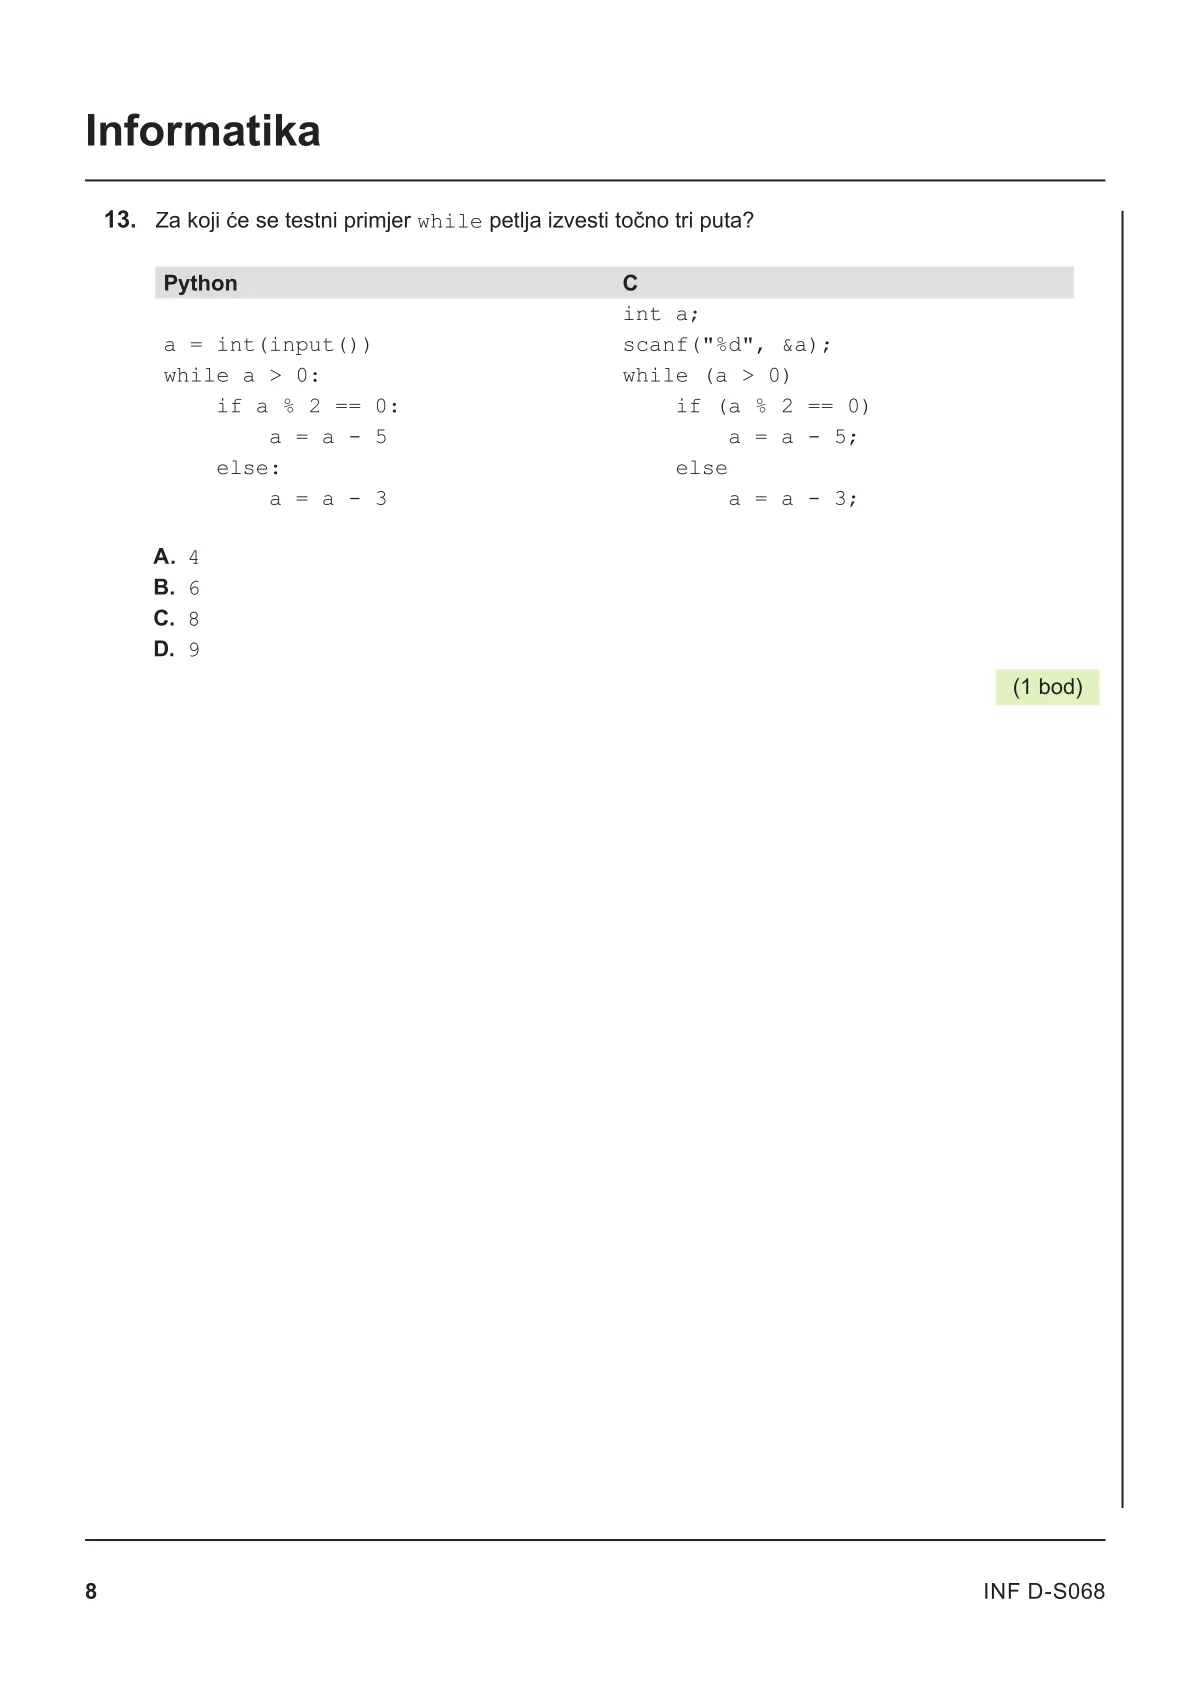 Informatika
13. Za koji će se testni primjer while petlja izvesti točno tri puta?
Python C
int a;
a = int(input()) scanf("%d", &a);
while a > 0: while (a > 0)
if a % 2 == 0: if (a % 2 == 0)
a = a - 5 a = a - 5;
else: else
a = a - 3 a = a - 3;
A. 4
B. 6
C. 8
D. 9
(1 bod)
8 INF D-S068